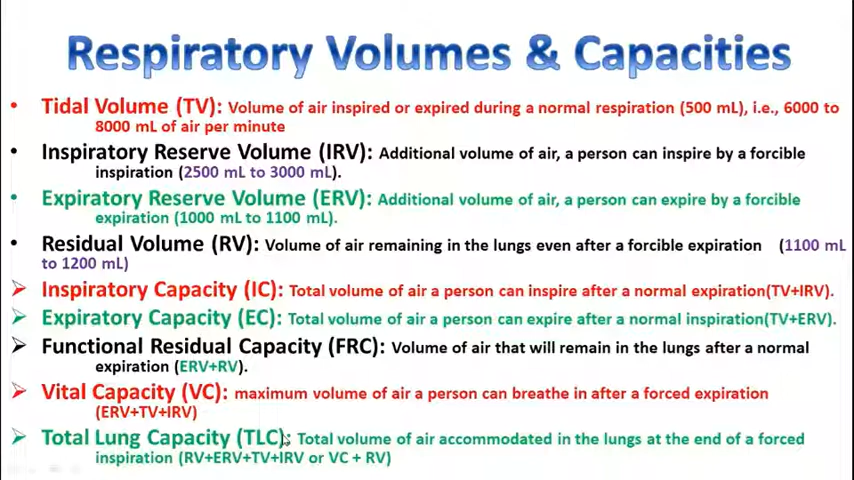 Respiratory Volumes & Capacities
• Tidal Volume (TV): Volume of air inspired or expired during a normal respiration (500 mL), i.e., 6000 to
8000 mL of air per minute
• Inspiratory Reserve Volume (IRV): Additional volume of air, a person can inspire by a forcible
inspiration (2500 mL to 3000 mL).
• Expiratory Reserve Volume (ERV): Additional volume of air, a person can expire by a forcible
expiration (1000 mL to 1100 mL).
• Residual Volume (RV): Volume of air remaining in the lungs even after a forcible expiration (1100 mL
to 1200 mL)
➢ Inspiratory Capacity (IC): Total volume of air a person can inspire after a normal expiration(TV+IRV).
➢ Expiratory Capacity (EC): Total volume of air a person can expire after a normal inspiration(TV+ERV).
➢ Functional Residual Capacity (FRC): Volume of air that will remain in the lungs after a normal
expiration (ERV+RV).
➢ Vital Capacity (VC): maximum volume of air a person can breathe in after a forced expiration
(ERV+TV+IRV)
➢ Total Lung Capacity (TLC): Total volume of air accommodated in the lungs at the end of a forced
inspiration (RV+ERV+TV+IRV or VC + RV)